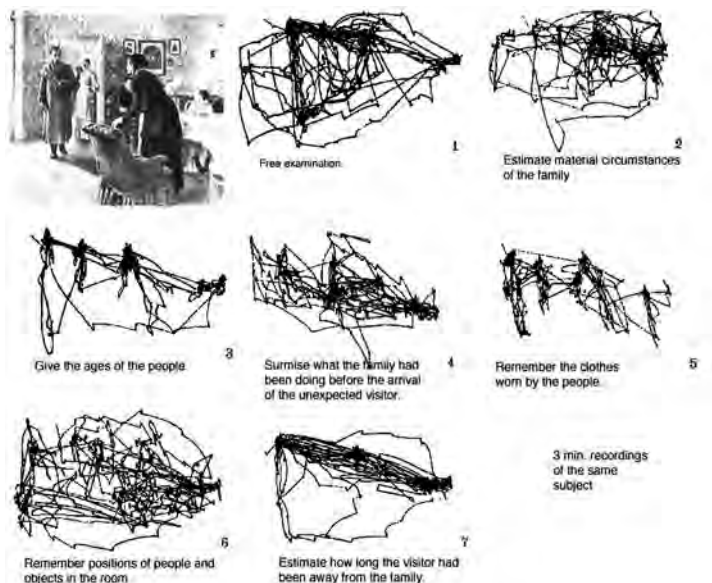 Free examination.
1
Estimate material circumstances
of the family
2
Give the ages of the people.
3
Surmise what the family had
been doing before the arrival
of the unexpected visitor.
4
Remember the clothes
worn by the people.
5
Remember positions of people and
objects in the room
6
Estimate how long the visitor had
been away from the family.
7
3 min. recordings
of the same
subject